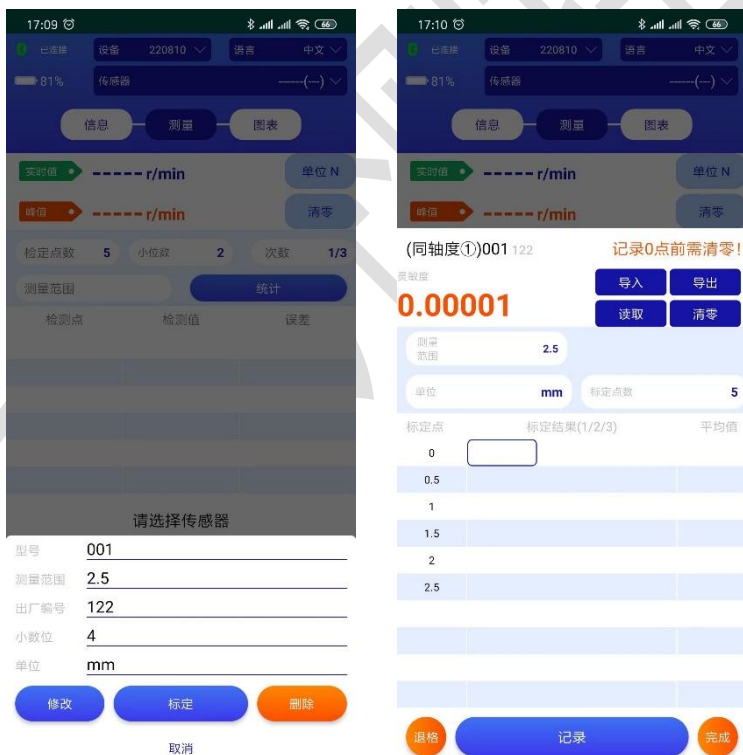 17:09
66
已连接 设备 220810 语言 中文
81% 传感器 ------(---)
信息 测量 图表
实时值 ----- r/min 单位 N
峰值 ----- r/min 清零
检定点数 5 小位数 2 次数 1/3
测量范围 统计
检测点 检测值 误差
请选择传感器
型号 001
测量范围 2.5
出厂编号 122
小数位 4
单位 mm
修改 标定 删除
取消
17:10
66
已连接 设备 220810 语言 中文
81% 传感器 ------(---)
信息 测量 图表
实时值 ----- r/min 单位 N
峰值 ----- r/min 清零
(同轴度①)001 122 记录0点前需清零!
灵敏度
0.00001
导入 导出
读取 清零
测量
范围
2.5
单位 mm 标定点数 5
标定点 标定结果(1/2/3) 平均值
0
0.5
1
1.5
2
2.5
退格 记录 完成